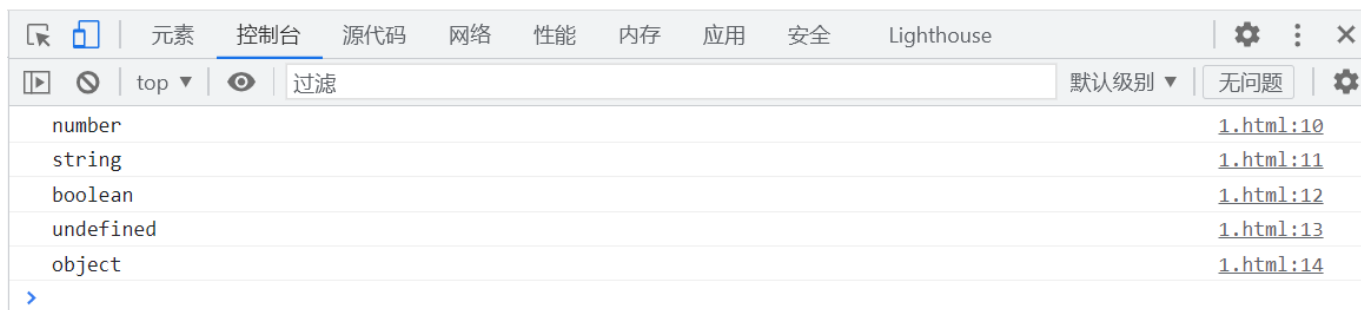 元素 控制台 源代码 网络 性能 内存 应用 安全 Lighthouse
top 过滤 默认级别 无问题
number 1.html:10
string 1.html:11
boolean 1.html:12
undefined 1.html:13
object 1.html:14